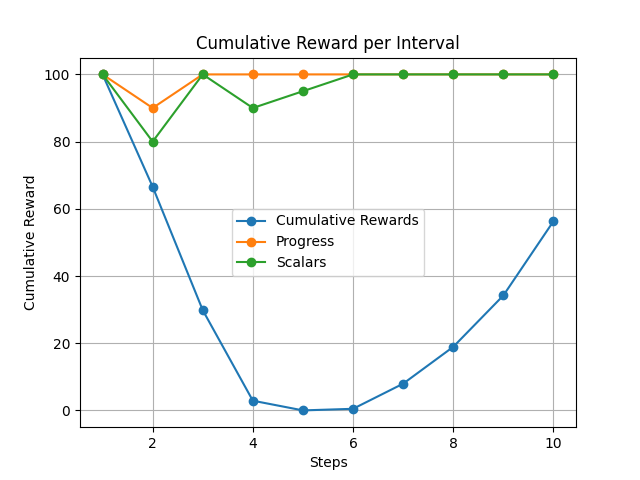 Cumulative Reward per Interval
Cumulative Reward
100
80
60
40
20
0
Cumulative Rewards
Progress
Scalars
2 4 6 8 10
Steps